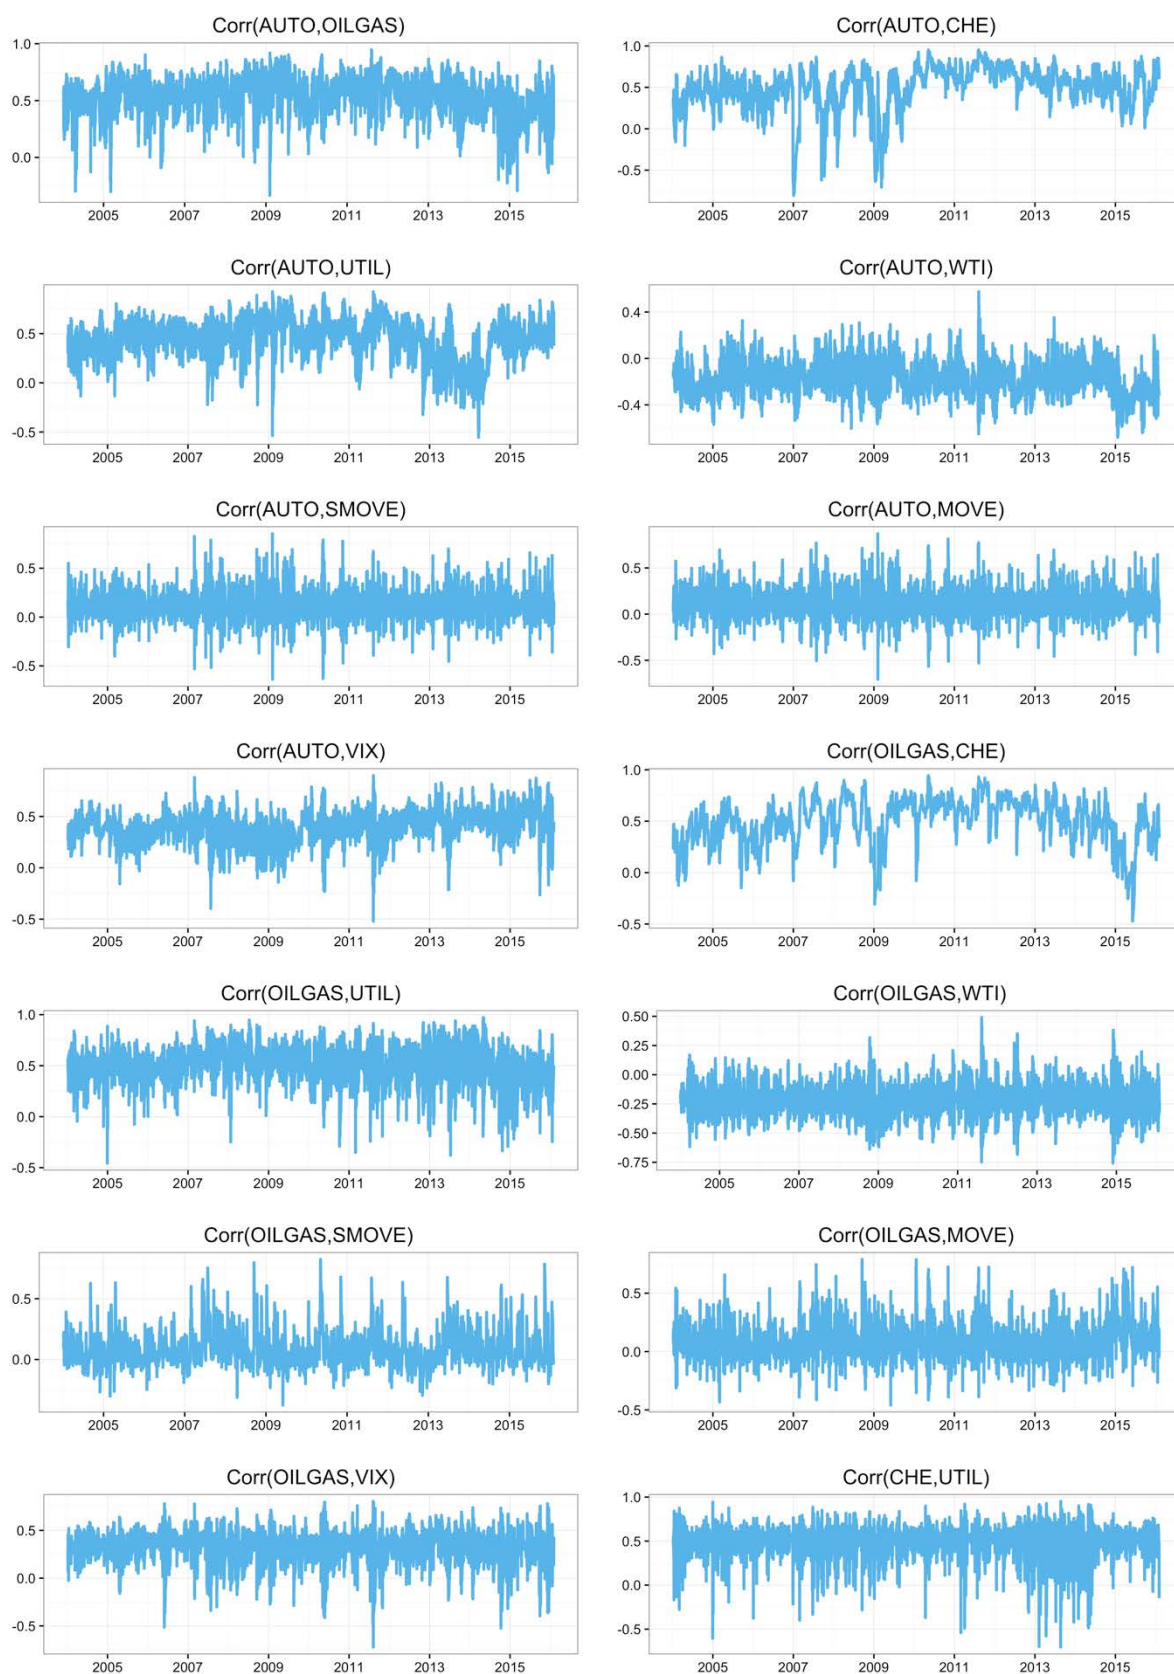 Corr(AUTO,OILGAS)
1.0
0.5
0.0
2005 2007 2009 2011 2013 2015
Corr(AUTO,CHE)
1.0
0.5
0.0
-0.5
2005 2007 2009 2011 2013 2015
Corr(AUTO,UTIL)
0.5
0.0
-0.5
2005 2007 2009 2011 2013 2015
Corr(AUTO,WTI)
0.4
0.0
-0.4
2005 2007 2009 2011 2013 2015
Corr(AUTO,SMOVE)
0.5
0.0
-0.5
2005 2007 2009 2011 2013 2015
Corr(AUTO,MOVE)
0.5
0.0
-0.5
2005 2007 2009 2011 2013 2015
Corr(AUTO,VIX)
0.5
0.0
-0.5
2005 2007 2009 2011 2013 2015
Corr(OILGAS,CHE)
1.0
0.5
0.0
-0.5
2005 2007 2009 2011 2013 2015
Corr(OILGAS,UTIL)
1.0
0.5
0.0
-0.5
2005 2007 2009 2011 2013 2015
Corr(OILGAS,WTI)
0.50
0.25
0.00
-0.25
-0.50
-0.75
2005 2007 2009 2011 2013 2015
Corr(OILGAS,SMOVE)
0.5
0.0
2005 2007 2009 2011 2013 2015
Corr(OILGAS,MOVE)
0.5
0.0
-0.5
2005 2007 2009 2011 2013 2015
Corr(OILGAS,VIX)
0.5
0.0
-0.5
2005 2007 2009 2011 2013 2015
Corr(CHE,UTIL)
1.0
0.5
0.0
-0.5
2005 2007 2009 2011 2013 2015